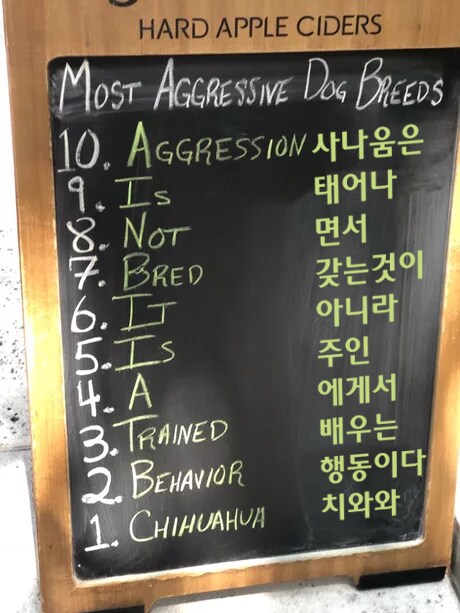 HARD APPLE CIDERS
MOST AGGRESSIVE DOG BREEDS
10. AGGRESSION 사나움은
9. IS 태어나
8. NOT 면서
7. BRED 갖는것이
6. IT 아니라
5. IS 주인
4. A 에게서
3. TRAINED 배우는
2. BEHAVIOR 행동이다
1. CHIHUAHUA 치와와